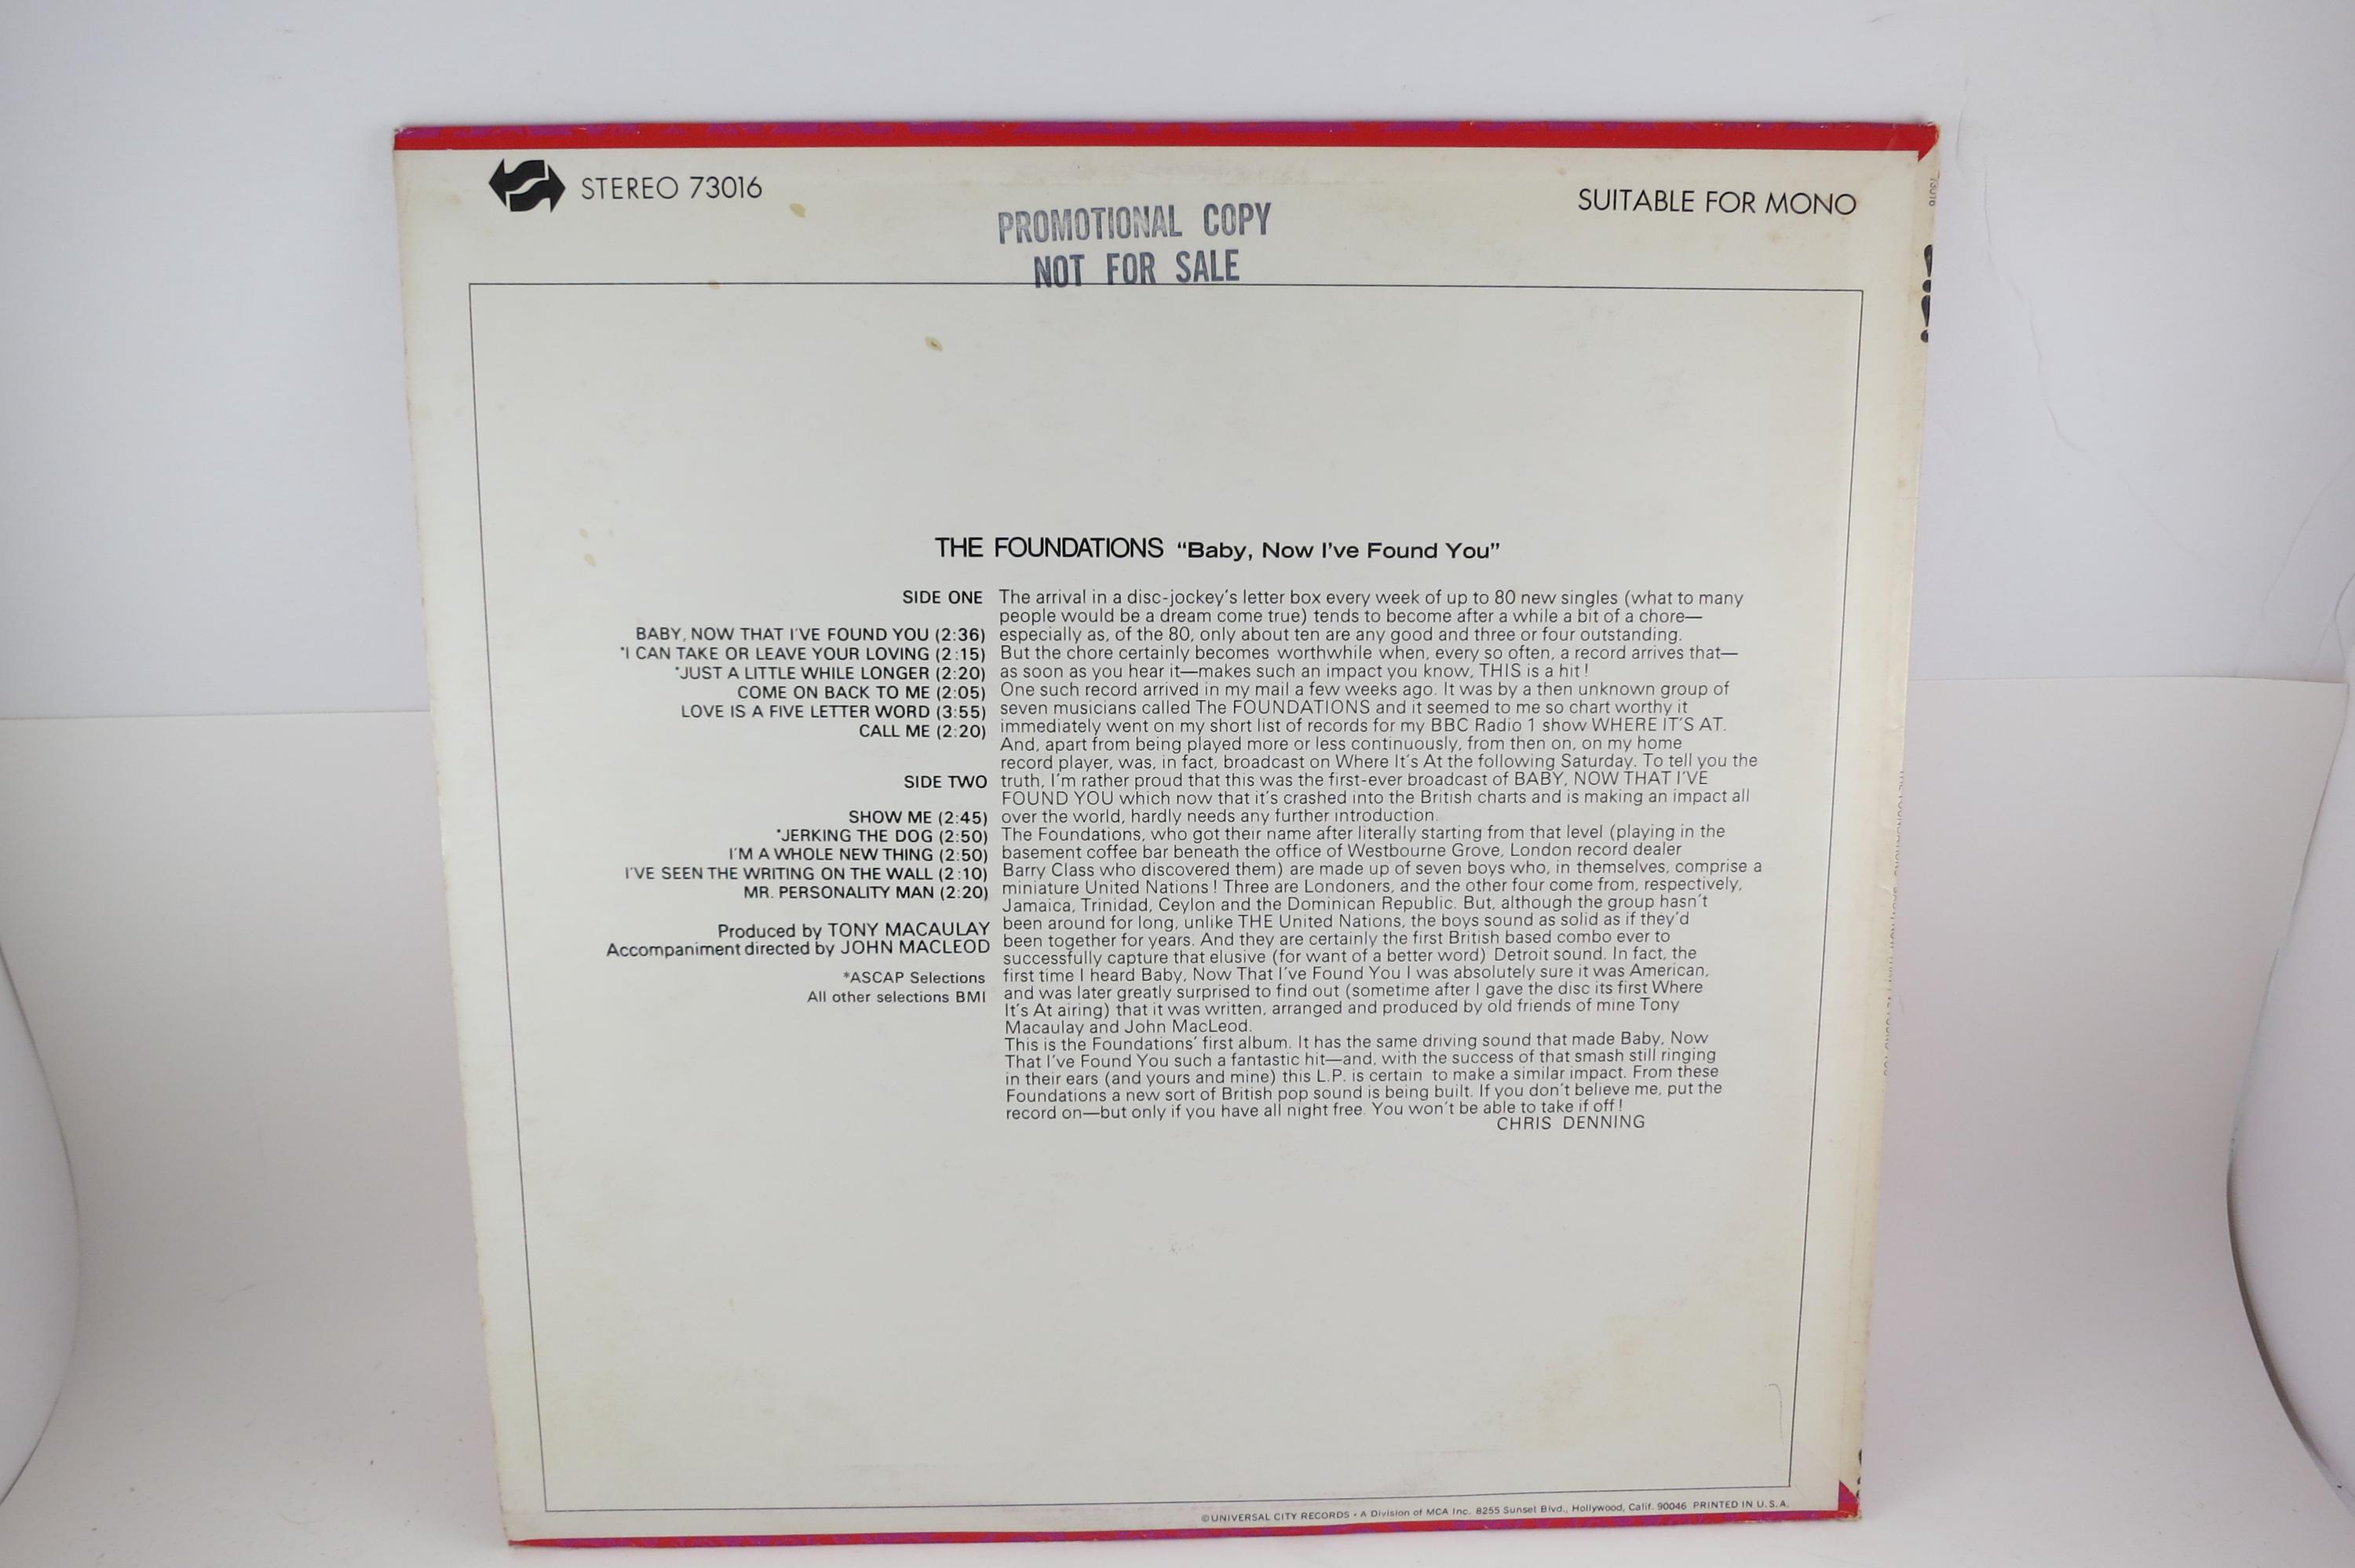 STEREO 73016
SUITABLE FOR MONO
PROMOTIONAL COPY
NOT FOR SALE
THE FOUNDATIONS "Baby, Now I've Found You"
SIDE ONE
BABY, NOW THAT I'VE FOUND YOU (2:36)
*I CAN TAKE OR LEAVE YOUR LOVING (2:15)
*JUST A LITTLE WHILE LONGER (2:20)
COME ON BACK TO ME (2:05)
LOVE IS A FIVE LETTER WORD (3:55)
CALL ME (2:20)
SIDE TWO
SHOW ME (2:45)
*JERKING THE DOG (2:50)
I'M A WHOLE NEW THING (2:50)
I'VE SEEN THE WRITING ON THE WALL (2:10)
MR. PERSONALITY MAN (2:20)
Produced by TONY MACAULAY
Accompaniment directed by JOHN MACLEOD
*ASCAP Selections
All other selections BMI
The arrival in a disc-jockey's letter box every week of up to 80 new singles (what to many
people would be a dream come true) tends to become after a while a bit of a chore—
especially as, of the 80, only about ten are any good and three or four outstanding.
But the chore certainly becomes worthwhile when, every so often, a record arrives that—
as soon as you hear it—makes such an impact you know, THIS is a hit!
One such record arrived in my mail a few weeks ago. It was by a then unknown group of
seven musicians called The FOUNDATIONS and it seemed to me so chart worthy it
immediately went on my short list of records for my BBC Radio 1 show WHERE IT'S AT.
And, apart from being played more or less continuously, from then on, on my home
record player, was, in fact, broadcast on Where It's At the following Saturday. To tell you the
truth, I'm rather proud that this was the first-ever broadcast of BABY, NOW THAT I'VE
FOUND YOU which now that it's crashed into the British charts and is making an impact all
over the world, hardly needs any further introduction.
The Foundations, who got their name after literally starting from that level (playing in the
basement coffee bar beneath the office of Westbourne Grove, London record dealer
Barry Class who discovered them) are made up of seven boys who, in themselves, comprise a
miniature United Nations! Three are Londoners, and the other four come from, respectively,
Jamaica, Trinidad, Ceylon and the Dominican Republic. But, although the group hasn't
been around for long, unlike THE United Nations, the boys sound as solid as if they'd
been together for years. And they are certainly the first British based combo ever to
successfully capture that elusive (for want of a better word) Detroit sound. In fact, the
first time I heard Baby, Now That I've Found You I was absolutely sure it was American,
and was later greatly surprised to find out (sometime after I gave the disc its first Where
It's At airing) that it was written, arranged and produced by old friends of mine Tony
Macaulay and John MacLeod.
This is the Foundations' first album. It has the same driving sound that made Baby, Now
That I've Found You such a fantastic hit—and, with the success of that smash still ringing
in their ears (and yours and mine) this L.P. is certain to make a similar impact. From these
Foundations a new sort of British pop sound is being built. If you don't believe me, put the
record on—but only if you have all night free. You won't be able to take if off!
CHRIS DENNING
©UNIVERSAL CITY RECORDS • A Division of MCA Inc. 8255 Sunset Blvd., Hollywood, Calif. 90046 PRINTED IN U.S.A.